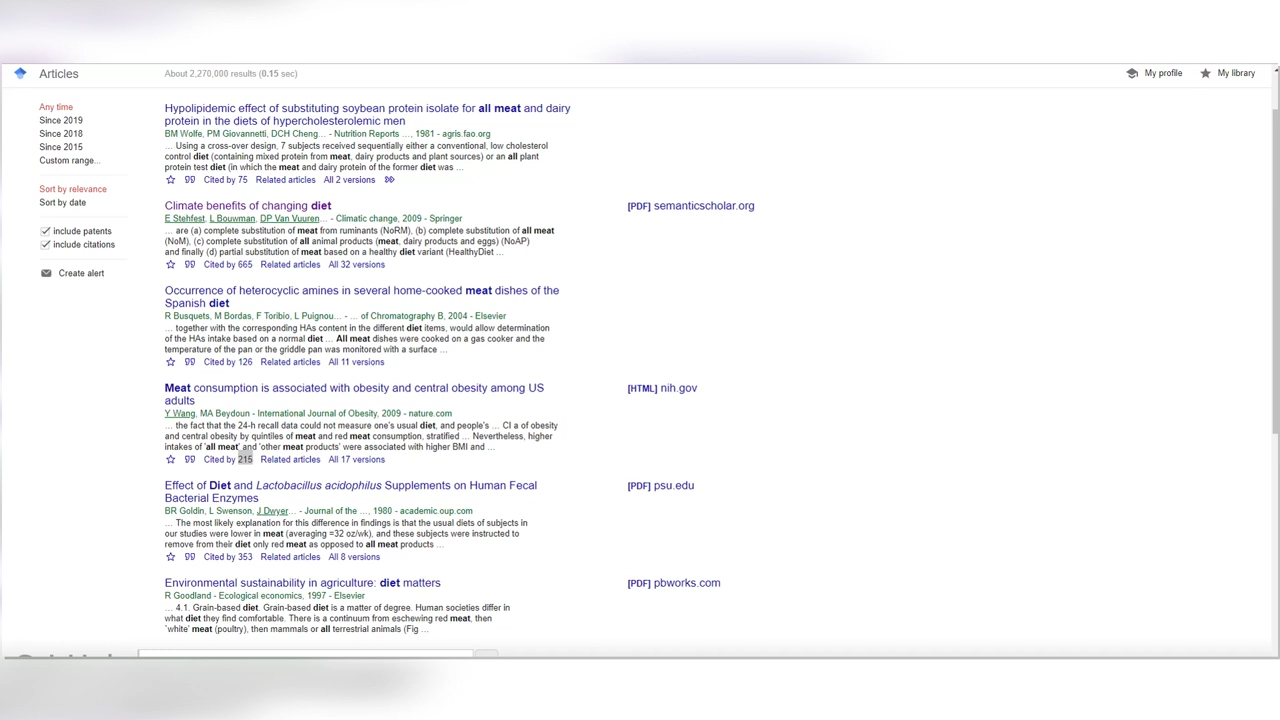 Articles
About 2,270,000 results (0.15 sec)
My profile
My library
Any time
Since 2019
Since 2018
Since 2015
Custom range...
Sort by relevance
Sort by date
include patents
include citations
Create alert
Hypolipidemic effect of substituting soybean protein isolate for all meat and dairy
protein in the diets of hypercholesterolemic men
BM Wolfe, PM Giovannetti, DCH Cheng... - Nutrition Reports ..., 1981 - agris.fao.org
... Using a cross-over design, 7 subjects received sequentially either a conventional, low cholesterol
control diet (containing mixed protein from meat, dairy products and plant sources) or an all plant
protein test diet (in which the meat and dairy protein of the former diet was ...
Cited by 75 Related articles All 2 versions
Climate benefits of changing diet
[PDF] semanticscholar.org
E Stehfest, L Bouwman, DP Van Vuuren... - Climatic change, 2009 - Springer
... are (a) complete substitution of meat from ruminants (NoRM), (b) complete substitution of all meat
(NoM), (c) complete substitution of all animal products (meat, dairy products and eggs) (NoAP)
and finally (d) partial substitution of meat based on a healthy diet variant (HealthyDiet ...
Cited by 665 Related articles All 32 versions
Occurrence of heterocyclic amines in several home-cooked meat dishes of the
Spanish diet
R Busquets, M Bordas, F Toribio, L Puignou... - ... of Chromatography B, 2004 - Elsevier
... together with the corresponding HAs content in the different diet items, would allow determination
of the HAs intake based on a normal diet ... All meat dishes were cooked on a gas cooker and the
temperature of the pan or the griddle pan was monitored with a surface ...
Cited by 126 Related articles All 11 versions
Meat consumption is associated with obesity and central obesity among US
adults
[HTML] nih.gov
Y Wang, MA Beydoun - International Journal of Obesity, 2009 - nature.com
... the fact that the 24-h recall data could not measure one's usual diet, and people's ... CI a of obesity
and central obesity by quintiles of meat and red meat consumption, stratified ... Nevertheless, higher
intakes of 'all meat' and 'other meat products' were associated with higher BMI and ...
Cited by 215 Related articles All 17 versions
Effect of Diet and Lactobacillus acidophilus Supplements on Human Fecal
Bacterial Enzymes
[PDF] psu.edu
BR Goldin, L Swenson, J Dwyer... - Journal of the ..., 1980 - academic.oup.com
... The most likely explanation for this difference in findings is that the usual diets of subjects in
our studies were lower in meat (averaging =32 oz/wk), and these subjects were instructed to
remove from their diet only red meat as opposed to all meat products ...
Cited by 353 Related articles All 8 versions
Environmental sustainability in agriculture: diet matters
[PDF] pbworks.com
R Goodland - Ecological economics, 1997 - Elsevier
... 4.1. Grain-based diet. Grain-based diet is a matter of degree. Human societies differ in
what diet they find comfortable. There is a continuum from eschewing red meat, then
'white' meat (poultry), then mammals or all terrestrial animals (Fig ...